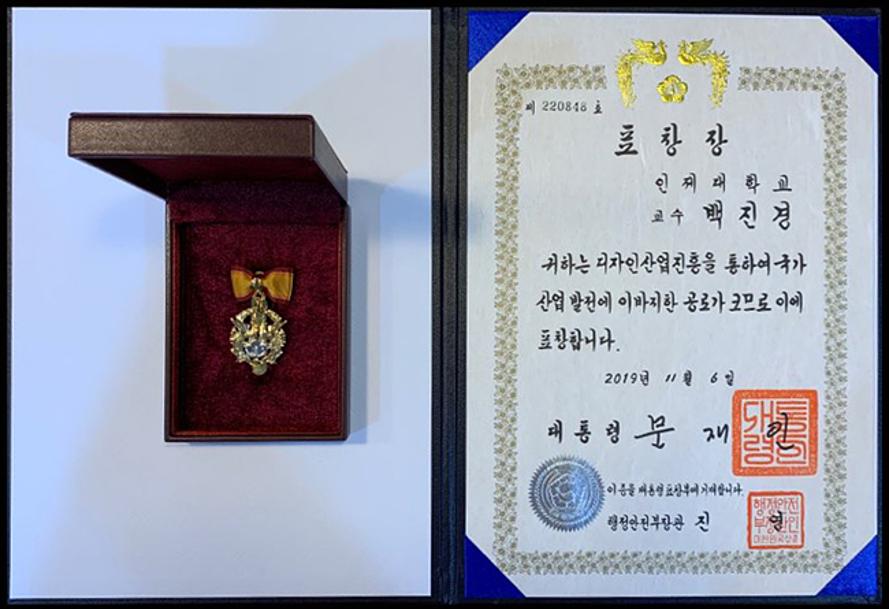 제 220848 호
표창장
인제대학교
교수 백진경
귀하는 디자인산업진흥을 통하여 국가
산업 발전에 이바지한 공로가 크므로 이에
표창합니다.
2019년 11월 6일
대통령 문재인
대통령의인
이 증을 대통령 표창부에 기재합니다.
행정안전부장관 진영
행정안전
부장관인